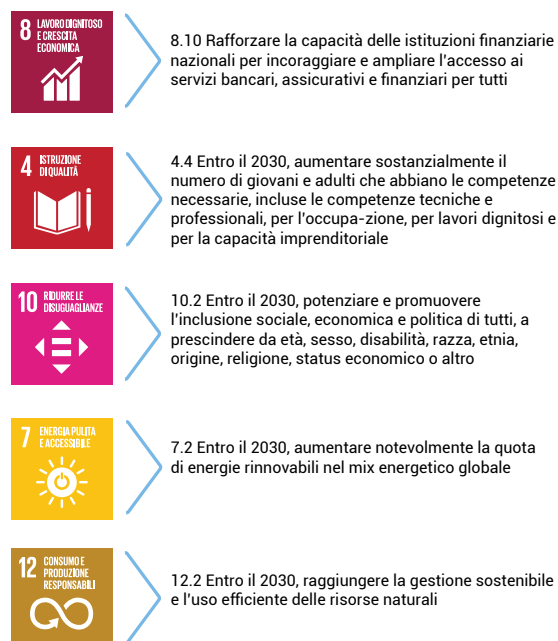 8 LAVORO DIGNITOSO
E CRESCITA
ECONOMICA
8.10 Rafforzare la capacità delle istituzioni finanziarie
nazionali per incoraggiare e ampliare l'accesso ai
servizi bancari, assicurativi e finanziari per tutti
4 ISTRUZIONE
DI QUALITÀ
4.4 Entro il 2030, aumentare sostanzialmente il
numero di giovani e adulti che abbiano le competenze
necessarie, incluse le competenze tecniche e
professionali, per l'occupa-zione, per lavori dignitosi e
per la capacità imprenditoriale
10 RIDURRE LE
DISUGUAGLIANZE
10.2 Entro il 2030, potenziare e promuovere
l'inclusione sociale, economica e politica di tutti, a
prescindere da età, sesso, disabilità, razza, etnia,
origine, religione, status economico o altro
7 ENERGIA PULITA
E ACCESSIBILE
7.2 Entro il 2030, aumentare notevolmente la quota
di energie rinnovabili nel mix energetico globale
12 CONSUMO E
PRODUZIONE
RESPONSABILI
12.2 Entro il 2030, raggiungere la gestione sostenibile
e l'uso efficiente delle risorse naturali